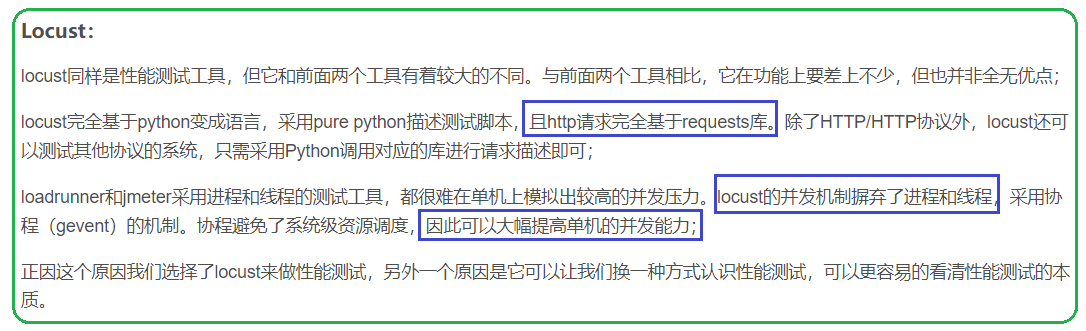 Locust：
locust同样是性能测试工具，但它和前面两个工具有着较大的不同。与前面两个工具相比，它在功能上要差上不少，但也并非全无优点；
locust完全基于python变成语言，采用pure python描述测试脚本，且http请求完全基于requests库。除了HTTP/HTTP协议外，locust还可
以测试其他协议的系统，只需采用Python调用对应的库进行请求描述即可；
loadrunner和jmeter采用进程和线程的测试工具，都很难在单机上模拟出较高的并发压力。locust的并发机制摒弃了进程和线程，采用协
程（gevent）的机制。协程避免了系统级资源调度，因此可以大幅提高单机的并发能力；
正因这个原因我们选择了locust来做性能测试，另外一个原因是它可以让我们换一种方式认识性能测试，可以更容易的看清性能测试的本
质。